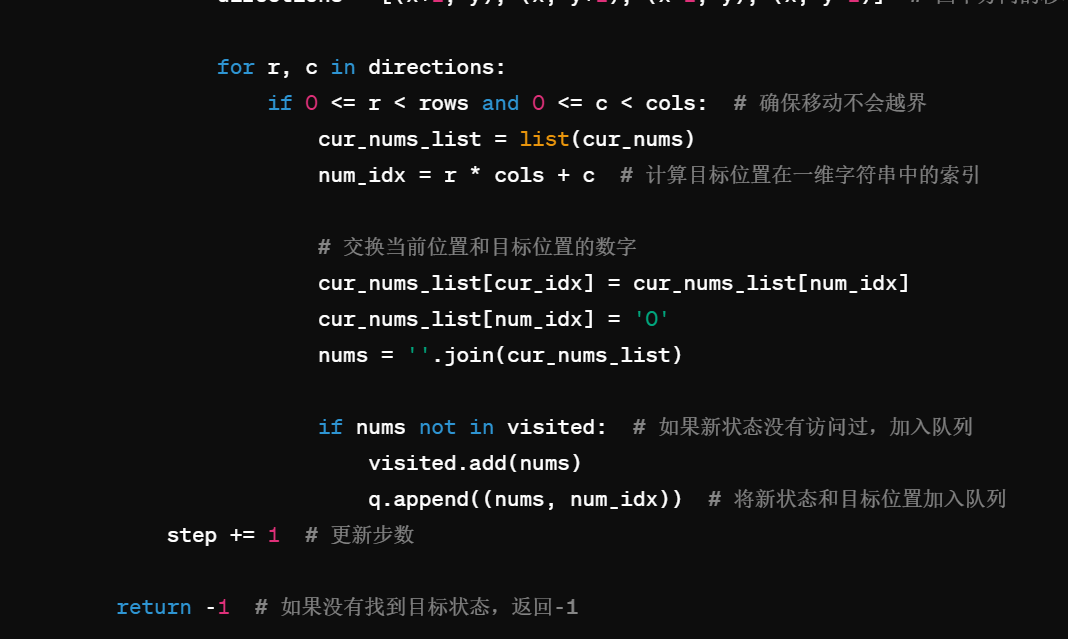 for r, c in directions:
if 0 <= r < rows and 0 <= c < cols:  # 确保移动不会越界
cur_nums_list = list(cur_nums)
num_idx = r * cols + c  # 计算目标位置在一维字符串中的索引
# 交换当前位置和目标位置的数字
cur_nums_list[cur_idx] = cur_nums_list[num_idx]
cur_nums_list[num_idx] = '0'
nums = ''.join(cur_nums_list)
if nums not in visited:  # 如果新状态没有访问过，加入队列
visited.add(nums)
q.append((nums, num_idx))  # 将新状态和目标位置加入队列
step += 1  # 更新步数
return -1  # 如果没有找到目标状态，返回-1